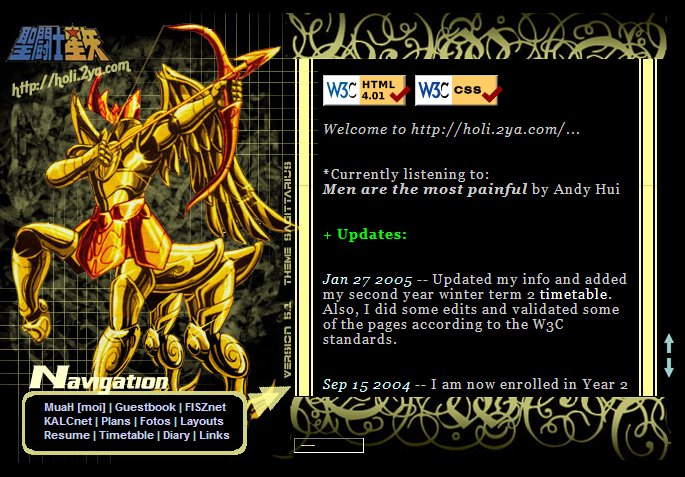 聖闘士星矢
http://holi.2ya.com
W3C HTML 4.01
W3C CSS
Welcome to http://holi.2ya.com/...
*Currently listening to:
Men are the most painful by Andy Hui
+ Updates:
Jan 27 2005 -- Updated my info and added
my second year winter term 2 timetable.
Also, I did some edits and validated some
of the pages according to the W3C
standards.
Sep 15 2004 -- I am now enrolled in Year 2
VERSION 5.1 THEME SAGITTARIUS
Navigation
MuaH [moi] | Guestbook | FISZnet
KALCnet | Plans | Fotos | Layouts
Resume | Timetable | Diary | Links